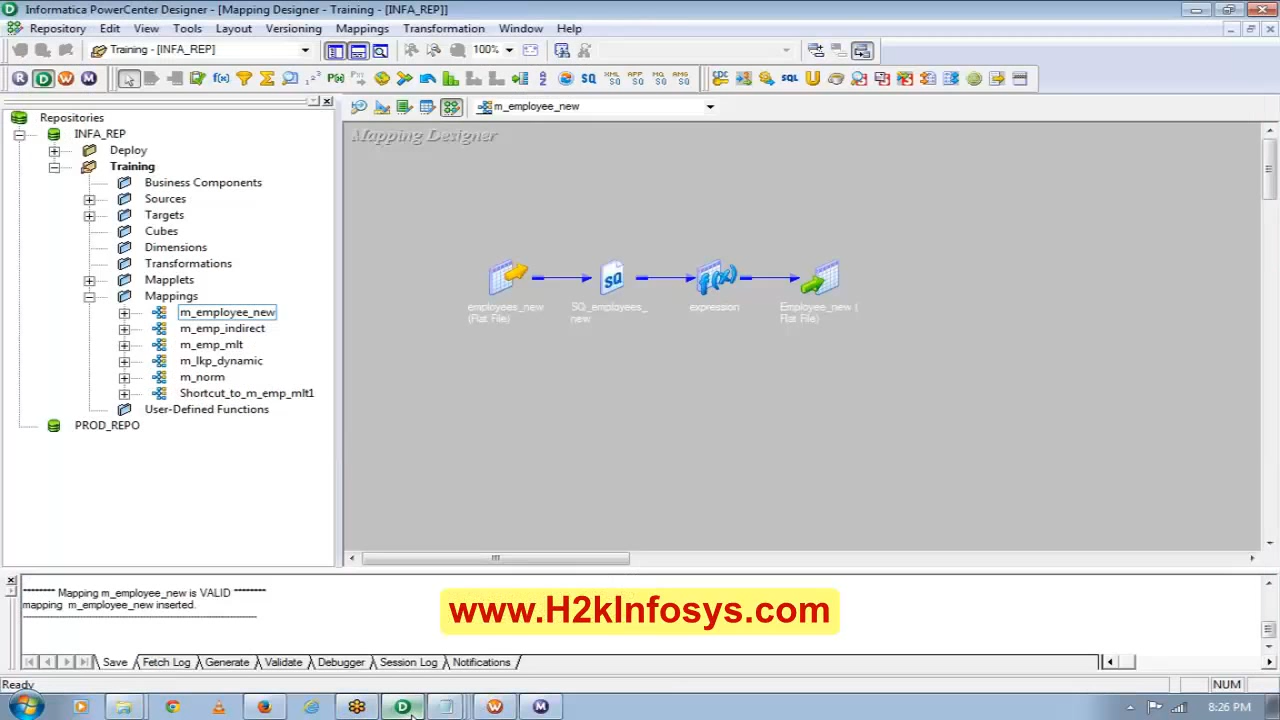 Informatica PowerCenter Designer - [Mapping Designer - Training - [INFA_REP]]
Repository Edit View Tools Layout Versioning Mappings Transformation Window Help
Training - [INFA_REP]
100%
m_employee_new
Repositories
INFA_REP
Deploy
Training
Business Components
Sources
Targets
Cubes
Dimensions
Transformations
Mapplets
Mappings
m_employee_new
m_emp_indirect
m_emp_mlt
m_lkp_dynamic
m_norm
Shortcut_to_m_emp_mlt1
User-Defined Functions
PROD_REPO
Mapping Designer
employees_new
(Flat File)
SQ_employees_
new
expression
Employee_new (
Flat File)
-------- Mapping m_employee_new is VALID --------
mapping m_employee_new inserted.
www.H2kInfosys.com
Save Fetch Log Generate Validate Debugger Session Log Notifications
Ready
NUM
8:26 PM